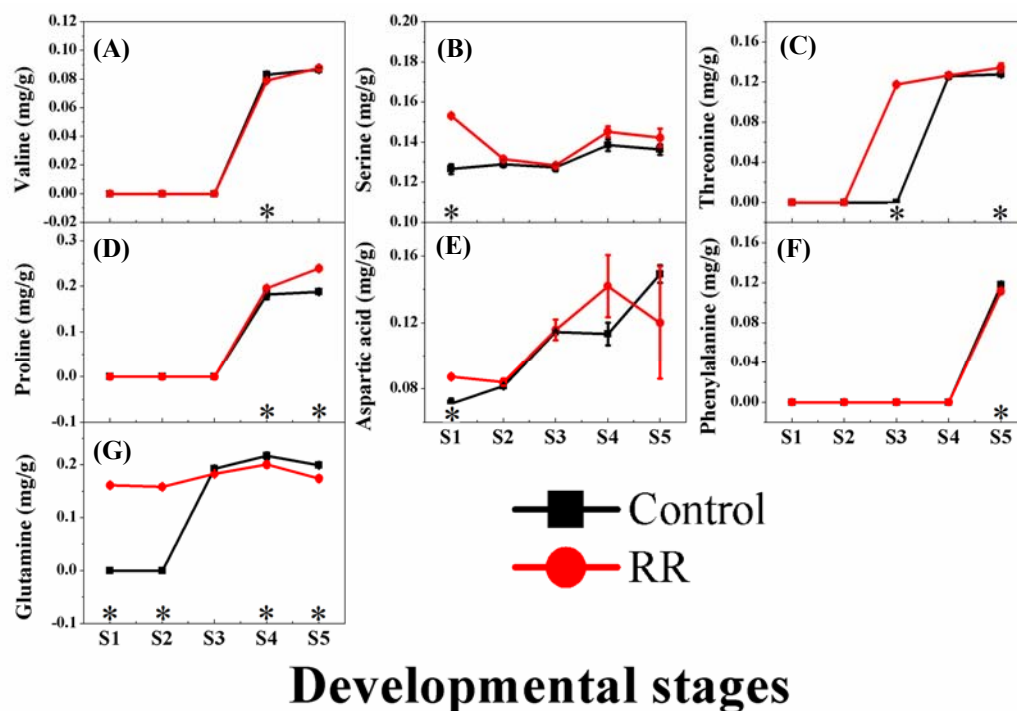 (A)
Valine (mg/g)
0.12
0.10
0.08
0.06
0.04
0.02
0.00
-0.02
*
(B)
Serine (mg/g)
0.20
0.18
0.16
0.14
0.12
0.10
*
(C)
Threonine (mg/g)
0.16
0.12
0.08
0.04
0.00
* *
(D)
Proline (mg/g)
0.3
0.2
0.1
0.0
-0.1
* *
(E)
Aspartic acid (mg/g)
0.16
0.12
0.08
*
S1 S2 S3 S4 S5
(F)
Phenylalanine (mg/g)
0.16
0.12
0.08
0.04
0.00
*
S1 S2 S3 S4 S5
(G)
Glutamine (mg/g)
0.2
0.1
0.0
-0.1
* * * *
S1 S2 S3 S4 S5
Control
RR
Developmental stages